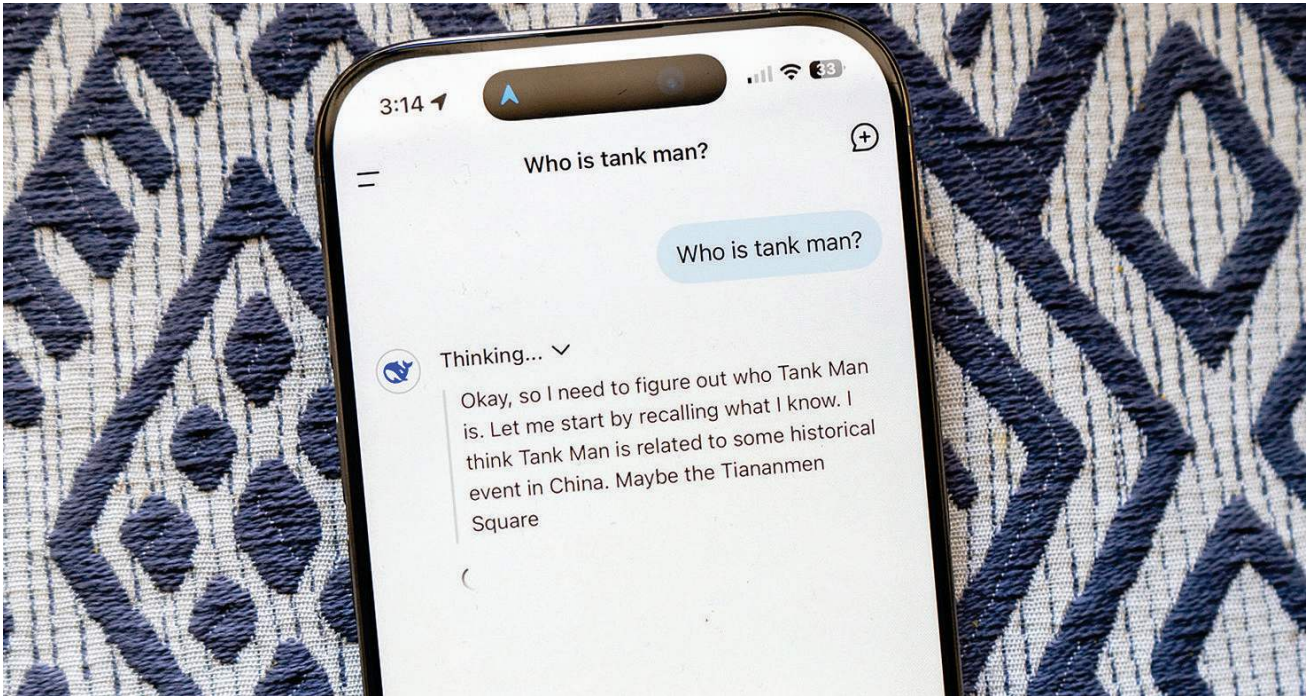 3:14
33
Who is tank man?
Who is tank man?
Thinking...
Okay, so I need to figure out who Tank Man
is. Let me start by recalling what I know. I
think Tank Man is related to some historical
event in China. Maybe the Tiananmen
Square